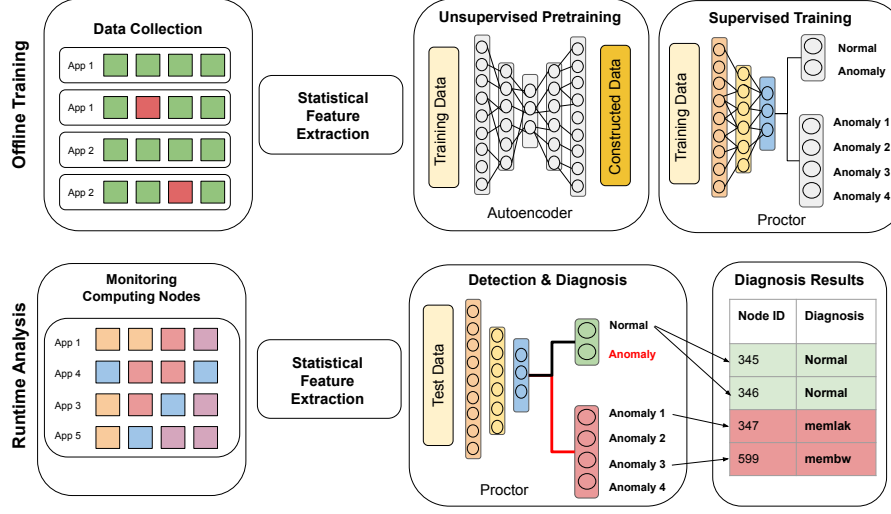 Offline Training
Data Collection
App 1
App 1
App 2
App 2
Statistical
Feature
Extraction
Unsupervised Pretraining
Training Data
Constructed Data
Autoencoder
Supervised Training
Training Data
Normal
Anomaly
Anomaly 1
Anomaly 2
Anomaly 3
Anomaly 4
Proctor
Runtime Analysis
Monitoring
Computing Nodes
App 1
App 4
App 3
App 5
Statistical
Feature
Extraction
Detection & Diagnosis
Test Data
Normal
Anomaly
Anomaly 1
Anomaly 2
Anomaly 3
Anomaly 4
Proctor
Diagnosis Results
Node ID Diagnosis
345 Normal
346 Normal
347 memlak
599 membw